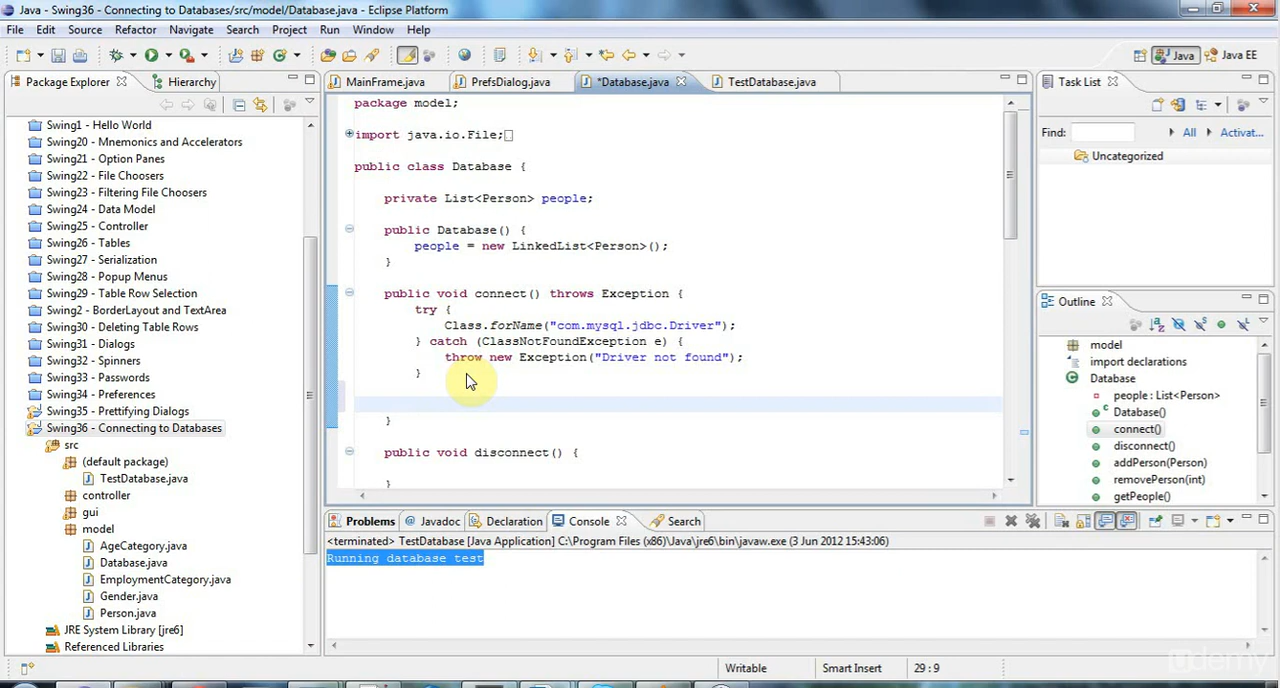 Java - Swing36 - Connecting to Databases/src/model/Database.java - Eclipse Platform
File Edit Source Refactor Navigate Search Project Run Window Help
Java Java EE
Package Explorer Hierarchy
MainFrame.java PrefsDialog.java *Database.java TestDatabase.java
Task List
Swing1 - Hello World
Swing20 - Mnemonics and Accelerators
Swing21 - Option Panes
Swing22 - File Choosers
Swing23 - Filtering File Choosers
Swing24 - Data Model
Swing25 - Controller
Swing26 - Tables
Swing27 - Serialization
Swing28 - Popup Menus
Swing29 - Table Row Selection
Swing2 - BorderLayout and TextArea
Swing30 - Deleting Table Rows
Swing31 - Dialogs
Swing32 - Spinners
Swing33 - Passwords
Swing34 - Preferences
Swing35 - Prettifying Dialogs
Swing36 - Connecting to Databases
src
(default package)
TestDatabase.java
controller
gui
model
AgeCategory.java
Database.java
EmploymentCategory.java
Gender.java
Person.java
JRE System Library [jre6]
Referenced Libraries
package model;
import java.io.File;
public class Database {
private List<Person> people;
public Database() {
people = new LinkedList<Person>();
}
public void connect() throws Exception {
try {
Class.forName("com.mysql.jdbc.Driver");
} catch (ClassNotFoundException e) {
throw new Exception("Driver not found");
}
}
public void disconnect() {
}
Find: All Activat...
Uncategorized
Outline
model
import declarations
Database
people : List<Person>
Database()
connect()
disconnect()
addPerson(Person)
removePerson(int)
getPeople()
Problems Javadoc Declaration Console Search
<terminated> TestDatabase [Java Application] C:\Program Files (x86)\Java\jre6\bin\javaw.exe (3 Jun 2012 15:43:06)
Running database test
Writable Smart Insert 29 : 9
udemy